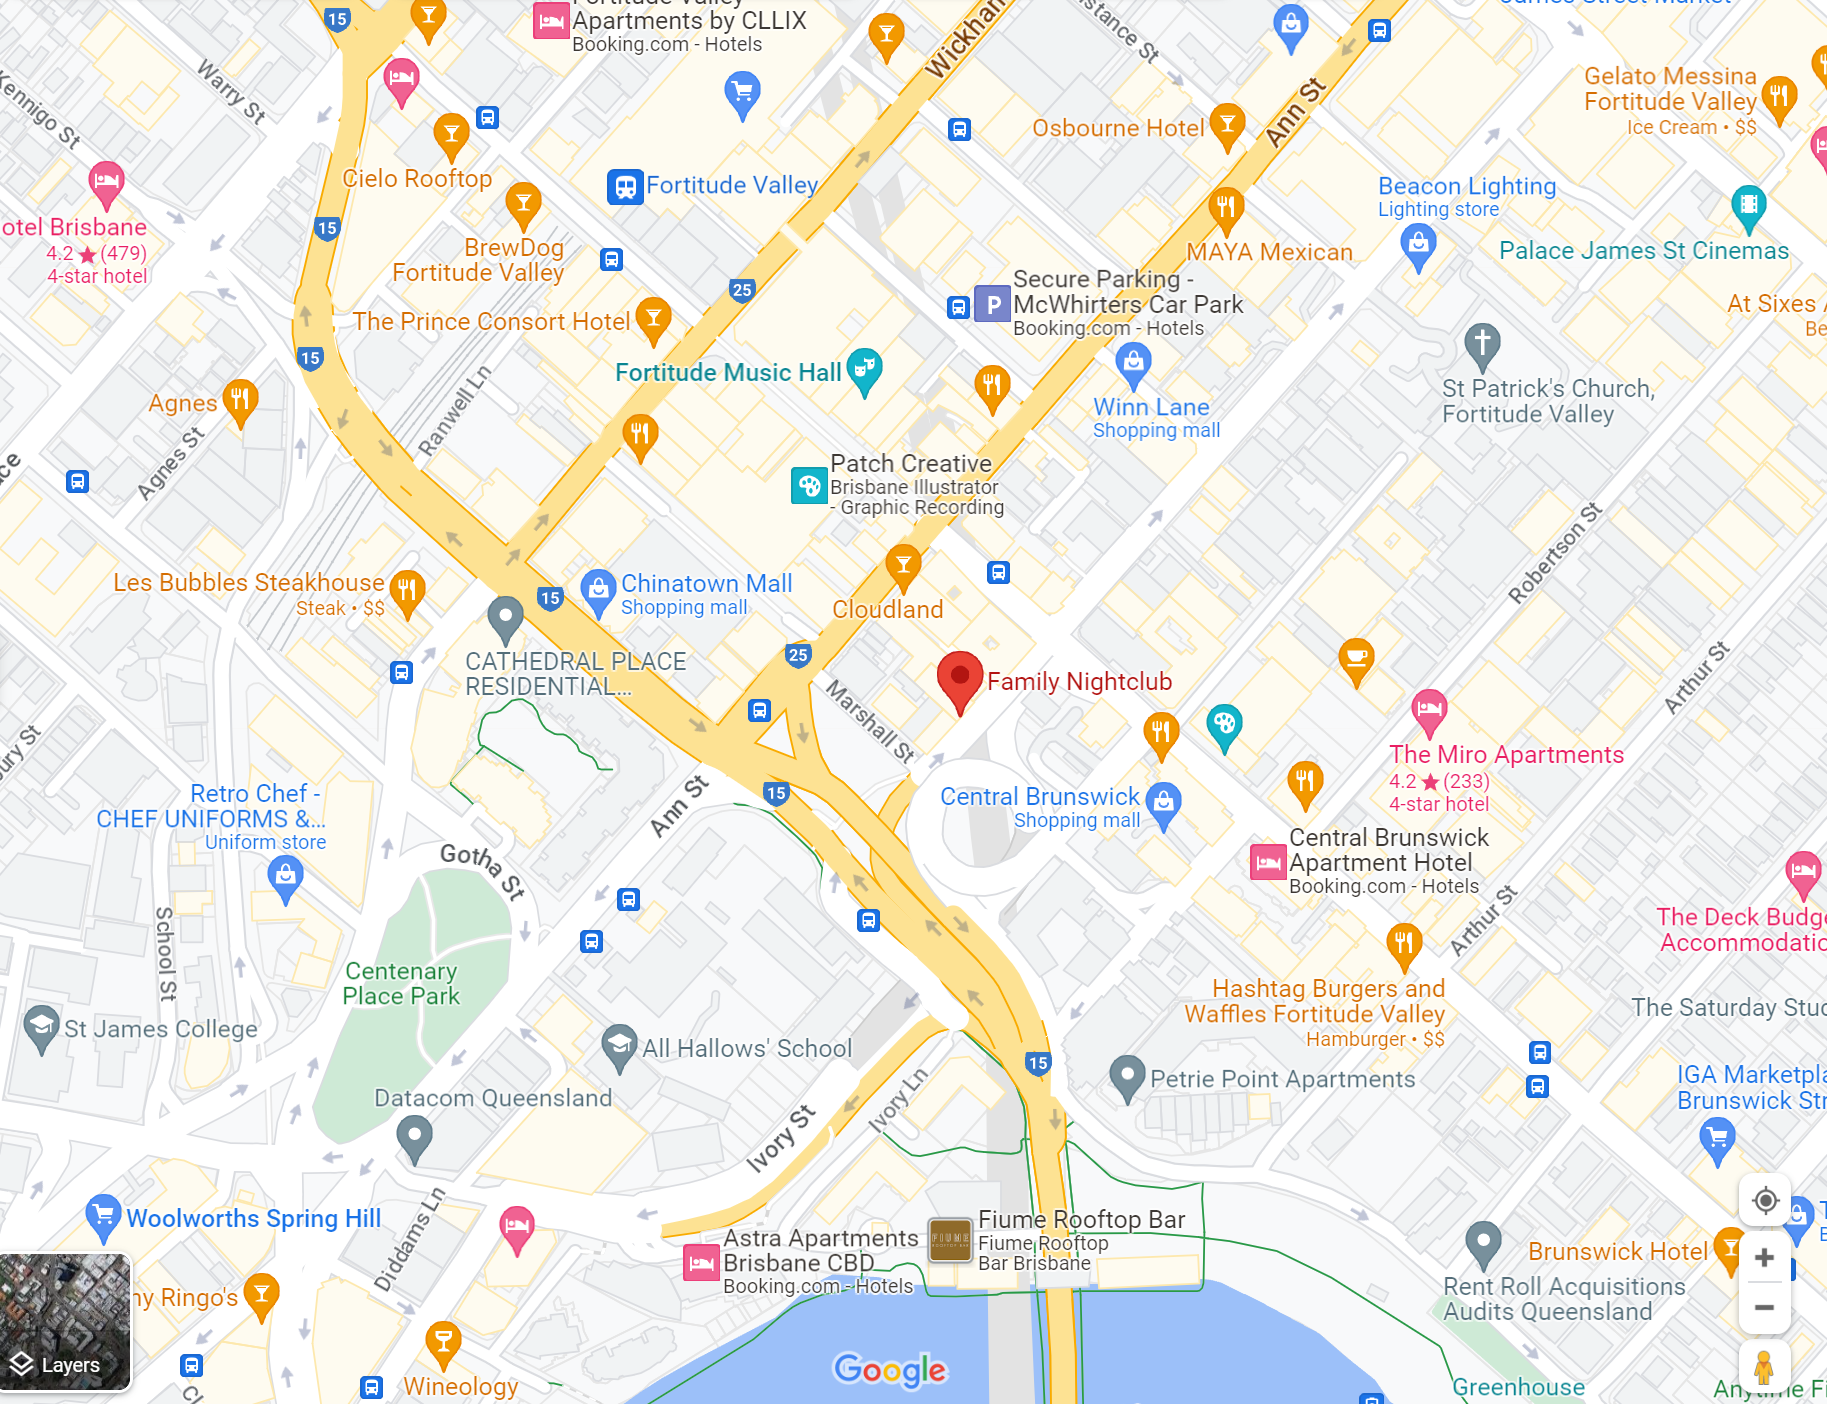 15
Fortitude Valley
Apartments by CLLIX
Booking.com - Hotels
Wickham
Ann St
James Street Market
Gelato Messina
Fortitude Valley
Ice Cream • $$
Kennigo St
Warry St
Osbourne Hotel
Cielo Rooftop
Fortitude Valley
Beacon Lighting
Lighting store
Palace James St Cinemas
Hotel Brisbane
4.2 ★ (479)
4-star hotel
15
BrewDog
Fortitude Valley
MAYA Mexican
25
Secure Parking -
McWhirters Car Park
Booking.com - Hotels
P
At Sixes
The Prince Consort Hotel
15
Fortitude Music Hall
St Patrick's Church,
Fortitude Valley
Winn Lane
Shopping mall
Agnes
Ranwell Ln
Agnes St
Patch Creative
Brisbane Illustrator
- Graphic Recording
Robertson St
Les Bubbles Steakhouse
Steak • $$
15
Chinatown Mall
Shopping mall
Cloudland
CATHEDRAL PLACE
RESIDENTIAL...
25
Family Nightclub
Arthur St
Marshall St
The Miro Apartments
4.2 ★ (233)
4-star hotel
15
Ann St
Retro Chef -
CHEF UNIFORMS &...
Uniform store
Central Brunswick
Shopping mall
Gotha St
Central Brunswick
Apartment Hotel
Booking.com - Hotels
Arthur St
The Deck Budge
Accommodatio
School St
Centenary
Place Park
Hashtag Burgers and
Waffles Fortitude Valley
Hamburger • $$
The Saturday Stud
St James College
All Hallows' School
15
Petrie Point Apartments
IGA Marketpla
Brunswick Str
Datacom Queensland
Ivory Ln
Ivory St
Woolworths Spring Hill
Diddams Ln
Astra Apartments
Brisbane CBD
Booking.com - Hotels
FIUME
Fiume Rooftop Bar
Fiume Rooftop
Bar Brisbane
Brunswick Hotel
Rent Roll Acquisitions
Audits Queensland
ny Ringo's
Layers
Wineology
Google
Greenhouse
Anytime Fi